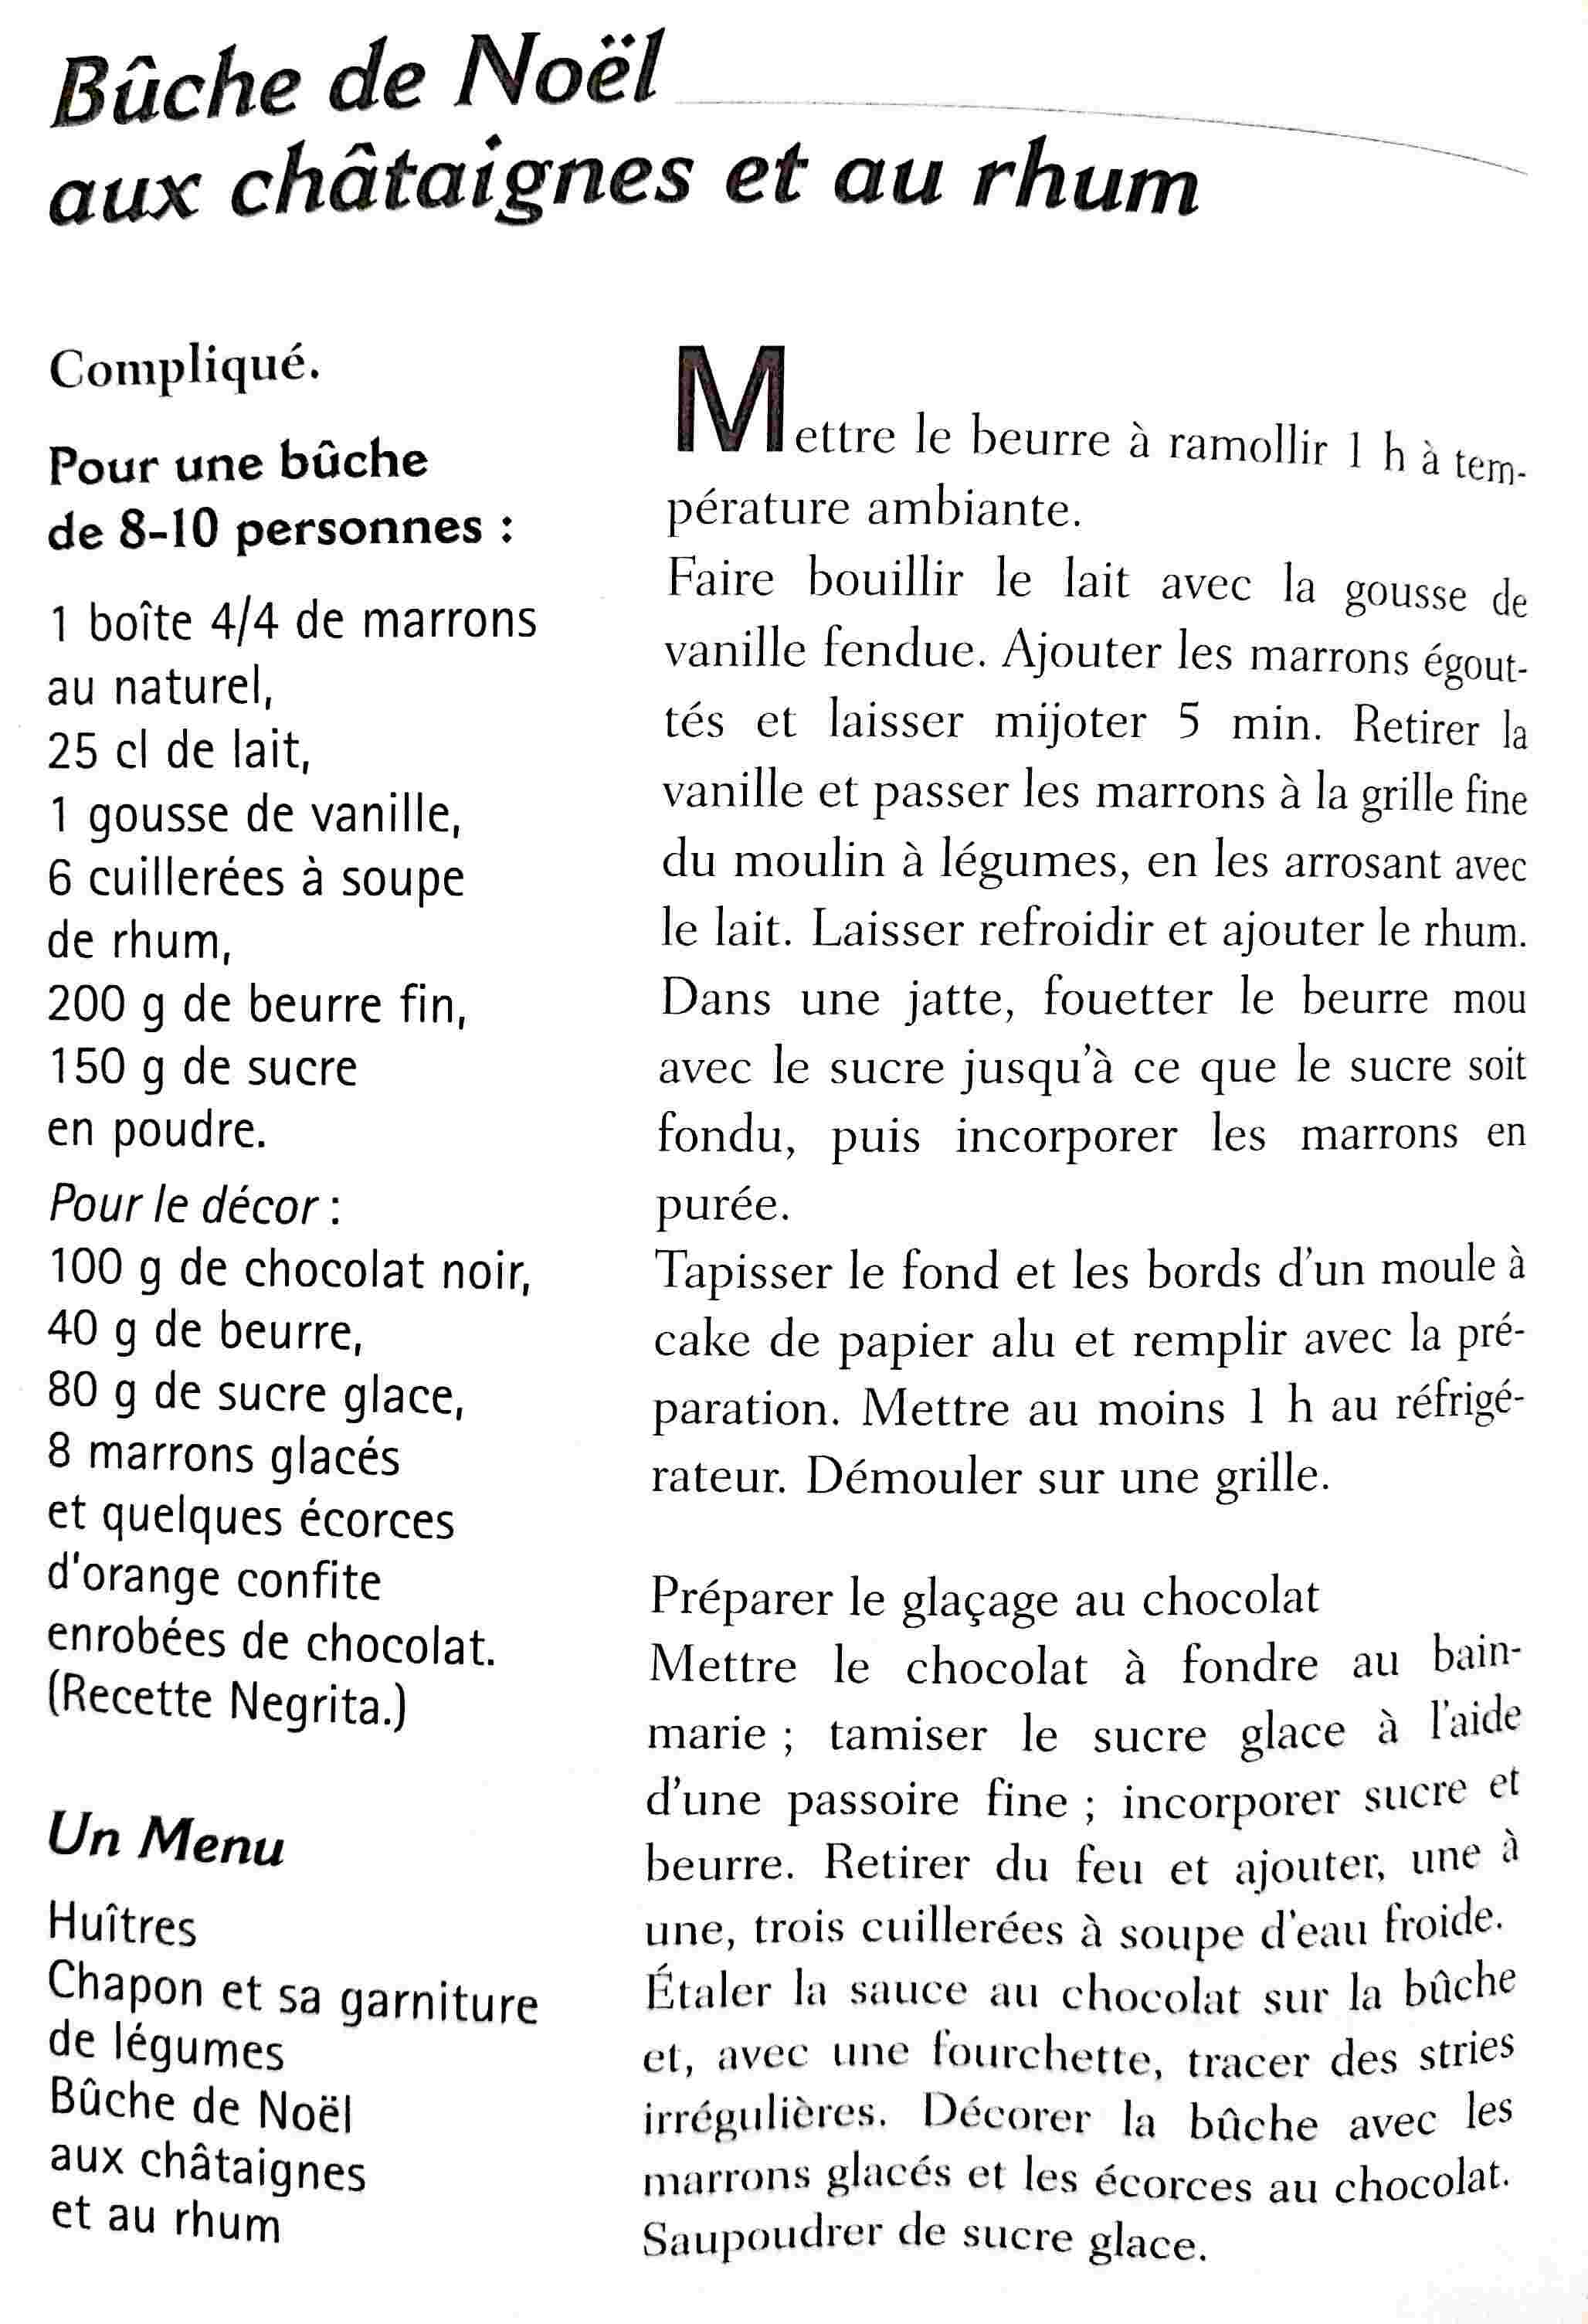 Bûche de Noël
aux châtaignes et au rhum
Compliqué.
Pour une bûche
de 8-10 personnes :
1 boîte 4/4 de marrons
au naturel,
25 cl de lait,
1 gousse de vanille,
6 cuillerées à soupe
de rhum,
200 g de beurre fin,
150 g de sucre
en poudre.
Pour le décor :
100 g de chocolat noir,
40 g de beurre,
80 g de sucre glace,
8 marrons glacés
et quelques écorces
d'orange confite
enrobées de chocolat.
(Recette Negrita.)
Un Menu
Huîtres
Chapon et sa garniture
de légumes
Bûche de Noël
aux châtaignes
et au rhum
Mettre le beurre à ramollir 1 h à tem-
pérature ambiante.
Faire bouillir le lait avec la gousse de
vanille fendue. Ajouter les marrons égout-
tés et laisser mijoter 5 min. Retirer la
vanille et passer les marrons à la grille fine
du moulin à légumes, en les arrosant avec
le lait. Laisser refroidir et ajouter le rhum.
Dans une jatte, fouetter le beurre mou
avec le sucre jusqu'à ce que le sucre soit
fondu, puis incorporer les marrons en
purée.
Tapisser le fond et les bords d'un moule à
cake de papier alu et remplir avec la pré-
paration. Mettre au moins 1 h au réfrigé-
rateur. Démouler sur une grille.
Préparer le glaçage au chocolat
Mettre le chocolat à fondre au bain-
marie ; tamiser le sucre glace à l'aide
d'une passoire fine ; incorporer sucre et
beurre. Retirer du feu et ajouter, une à
une, trois cuillerées à soupe d'eau froide.
Étaler la sauce au chocolat sur la bûche
et, avec une fourchette, tracer des stries
irrégulières. Décorer la bûche avec les
marrons glacés et les écorces au chocolat.
Saupoudrer de sucre glace.